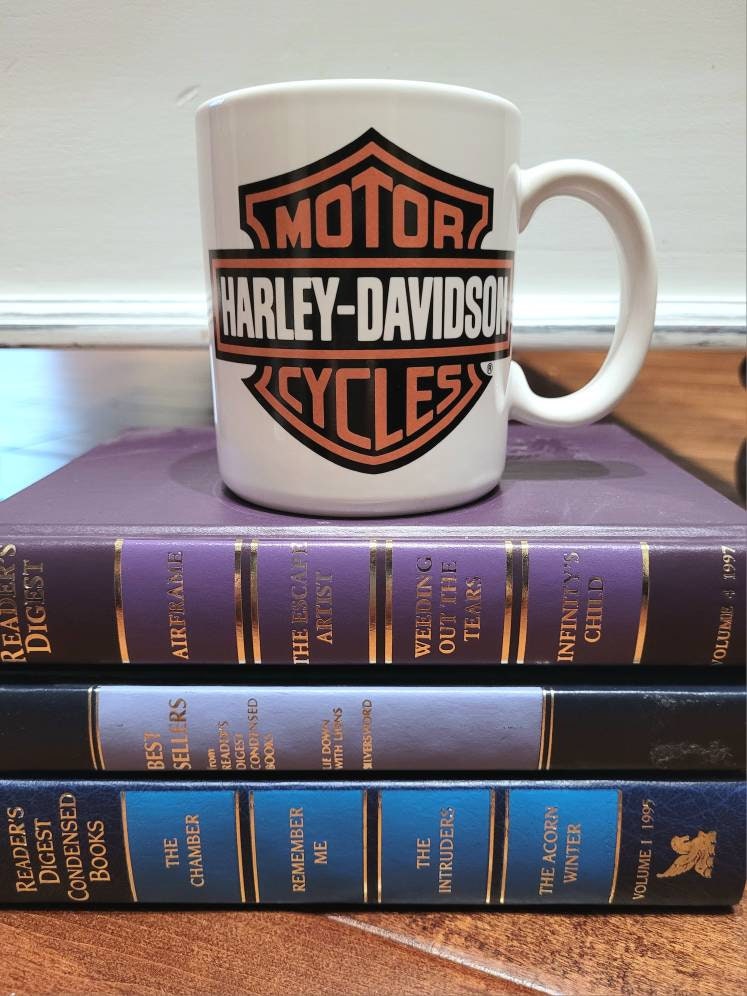 MOTOR
HARLEY-DAVIDSON
CYCLES
®
READER'S
DIGEST
AIRFRAME
THE ESCAPE
ARTIST
WEEDING
OUT THE
TEARS
INFINITY'S
CHILD
VOLUME 4 1997
BEST
SELLERS
from
READER'S
DIGEST
CONDENSED
BOOKS
LIE DOWN
WITH LIONS
SILVERSWORD
READER'S
DIGEST
CONDENSED
BOOKS
THE
CHAMBER
REMEMBER
ME
THE
INTRUDERS
THE ACORN
WINTER
VOLUME 1 1995